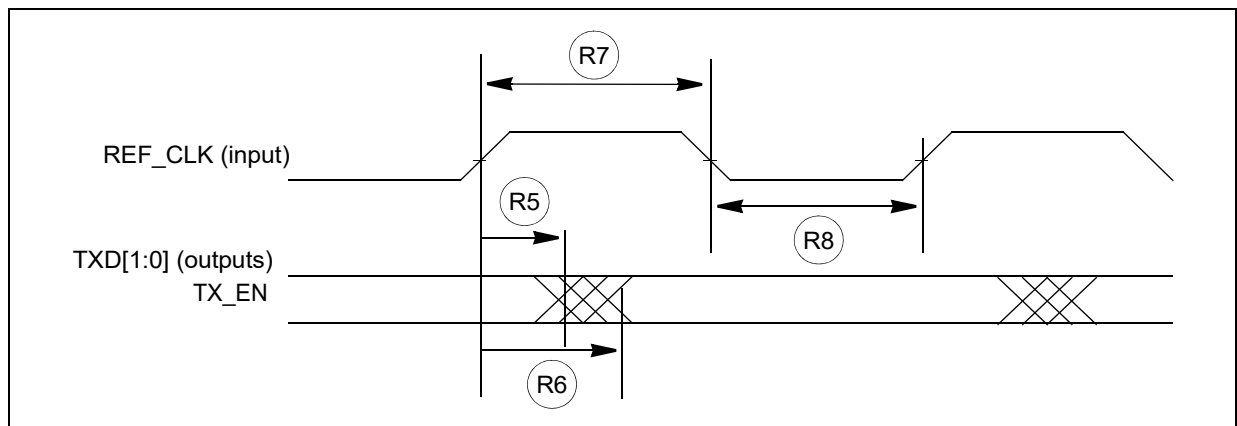 R7
REF_CLK (input)
R5
R8
TXD[1:0] (outputs)
TX_EN
R6